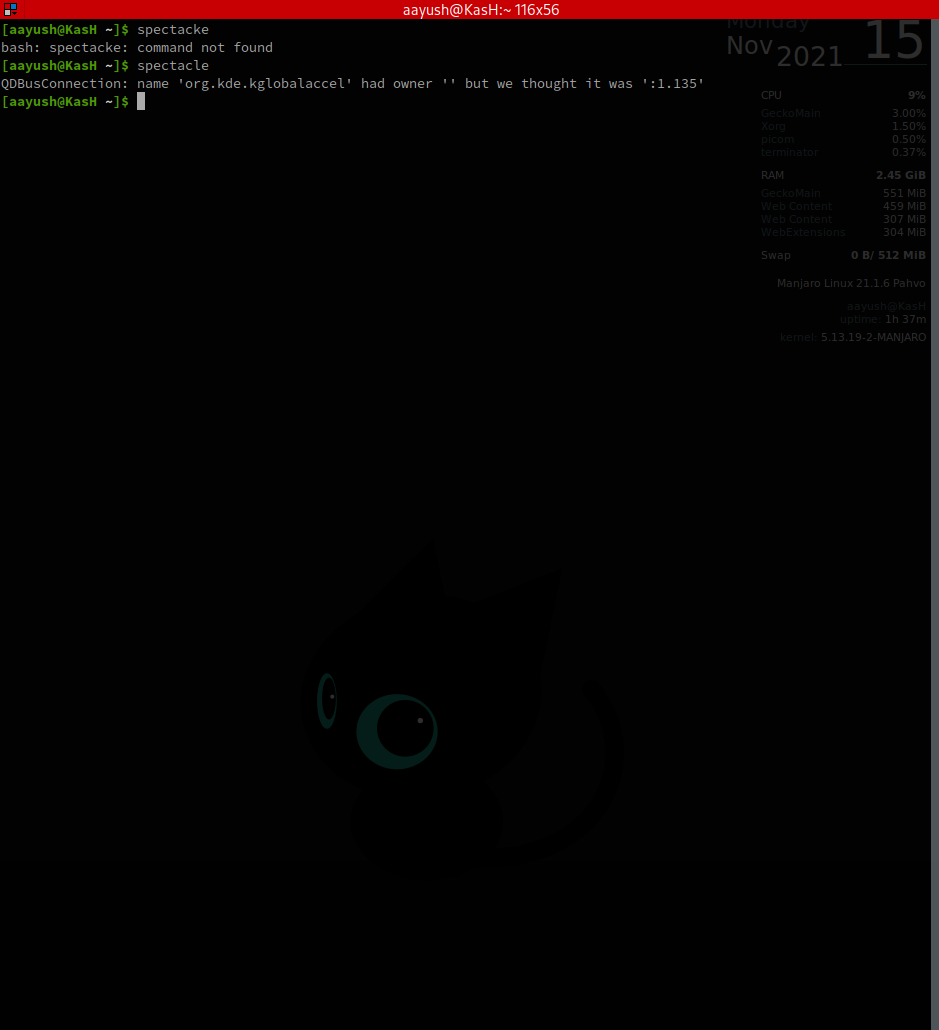 aayush@KasH:~ 116x56
[aayush@KasH ~]$ spectacke
bash: spectacke: command not found
[aayush@KasH ~]$ spectacle
QDBusConnection: name 'org.kde.kglobalaccel' had owner '' but we thought it was ':1.135'
[aayush@KasH ~]$
Monday
Nov 2021 15
CPU 9%
GeckoMain 3.00%
Xorg 1.50%
picom 0.50%
terminator 0.37%
RAM 2.45 GiB
GeckoMain 551 MiB
Web Content 459 MiB
Web Content 307 MiB
WebExtensions 304 MiB
Swap 0 B/ 512 MiB
Manjaro Linux 21.1.6 Pahvo
aayush@KasH
uptime: 1h 37m
kernel: 5.13.19-2-MANJARO